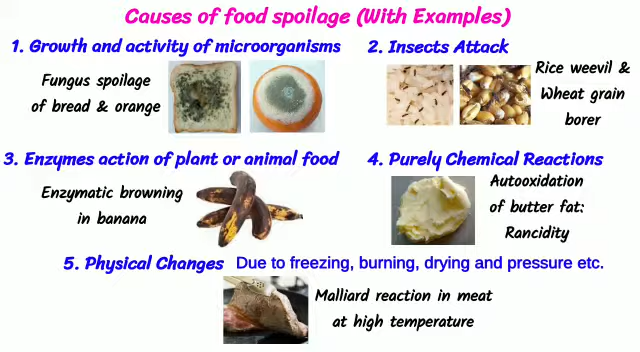 Causes of food spoilage (With Examples)
1. Growth and activity of microorganisms
Fungus spoilage
of bread & orange
2. Insects Attack
Rice weevil &
Wheat grain
borer
3. Enzymes action of plant or animal food
Enzymatic browning
in banana
4. Purely Chemical Reactions
Autooxidation
of butter fat:
Rancidity
5. Physical Changes Due to freezing, burning, drying and pressure etc.
Malliard reaction in meat
at high temperature